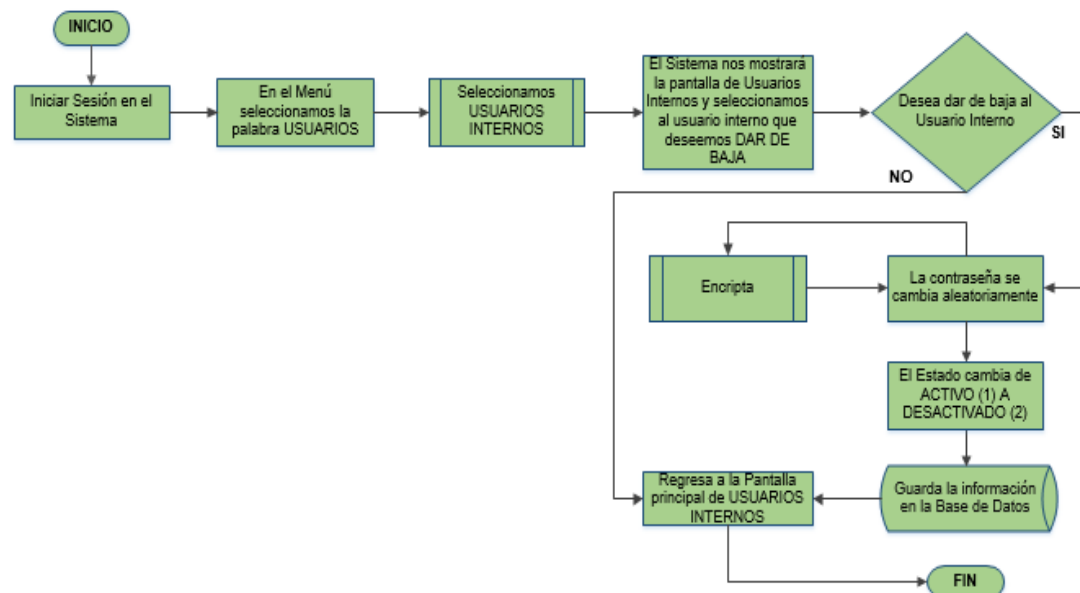 INICIO
Iniciar Sesión en el
Sistema
En el Menú
seleccionamos la
palabra USUARIOS
Seleccionamos
USUARIOS
INTERNOS
El Sistema nos mostrará
la pantalla de Usuarios
Internos y seleccionamos
al usuario interno que
deseemos DAR DE
BAJA
Desea dar de baja al
Usuario Interno
SI
NO
Encripta
La contraseña se
cambia aleatoriamente
El Estado cambia de
ACTIVO (1) A
DESACTIVADO (2)
Guarda la información
en la Base de Datos
Regresa a la Pantalla
principal de USUARIOS
INTERNOS
FIN